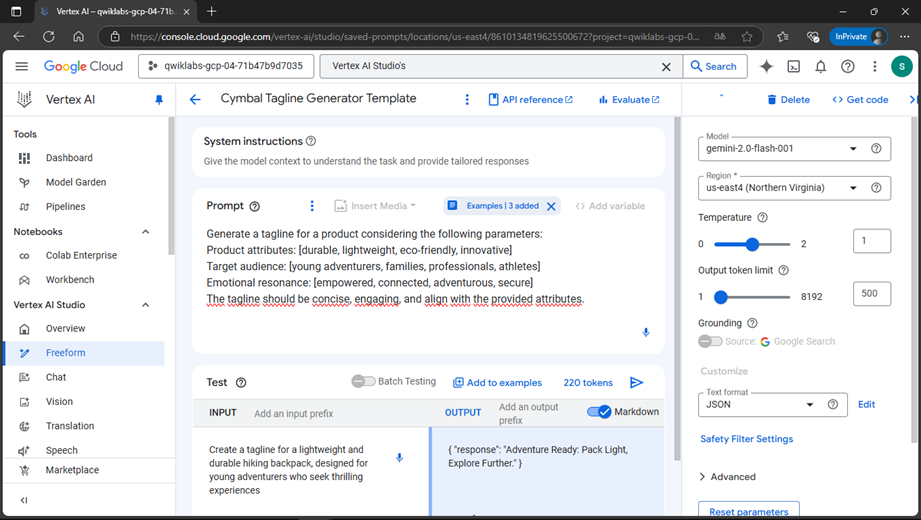 Vertex AI – qwiklabs-gcp-04-71b...
https://console.cloud.google.com/vertex-ai/studio/saved-prompts/locations/us-east4/8610134819625500672?project=qwiklabs-gcp-0...
InPrivate
Google Cloud
qwiklabs-gcp-04-71b47b9d7035
Vertex AI Studio's
Search
S
Vertex AI
Cymbal Tagline Generator Template
API reference
Evaluate
Delete
Get code
Tools
Dashboard
Model Garden
Pipelines
Notebooks
Colab Enterprise
Workbench
Vertex AI Studio
Overview
Freeform
Chat
Vision
Translation
Speech
Marketplace
System instructions
Give the model context to understand the task and provide tailored responses
Prompt
Insert Media
Examples | 3 added
Add variable
Generate a tagline for a product considering the following parameters:
Product attributes: [durable, lightweight, eco-friendly, innovative]
Target audience: [young adventurers, families, professionals, athletes]
Emotional resonance: [empowered, connected, adventurous, secure]
The tagline should be concise, engaging, and align with the provided attributes.
Test
Batch Testing
Add to examples
220 tokens
INPUT
Add an input prefix
OUTPUT
Add an output
prefix
Markdown
Create a tagline for a lightweight and
durable hiking backpack, designed for
young adventurers who seek thrilling
experiences
{ "response": "Adventure Ready: Pack Light,
Explore Further." }
Model
gemini-2.0-flash-001
Region *
us-east4 (Northern Virginia)
Temperature
0
2
1
Output token limit
1
8192
500
Grounding
Source: Google Search
Customize
Text format
JSON
Edit
Safety Filter Settings
Advanced
Reset parameters